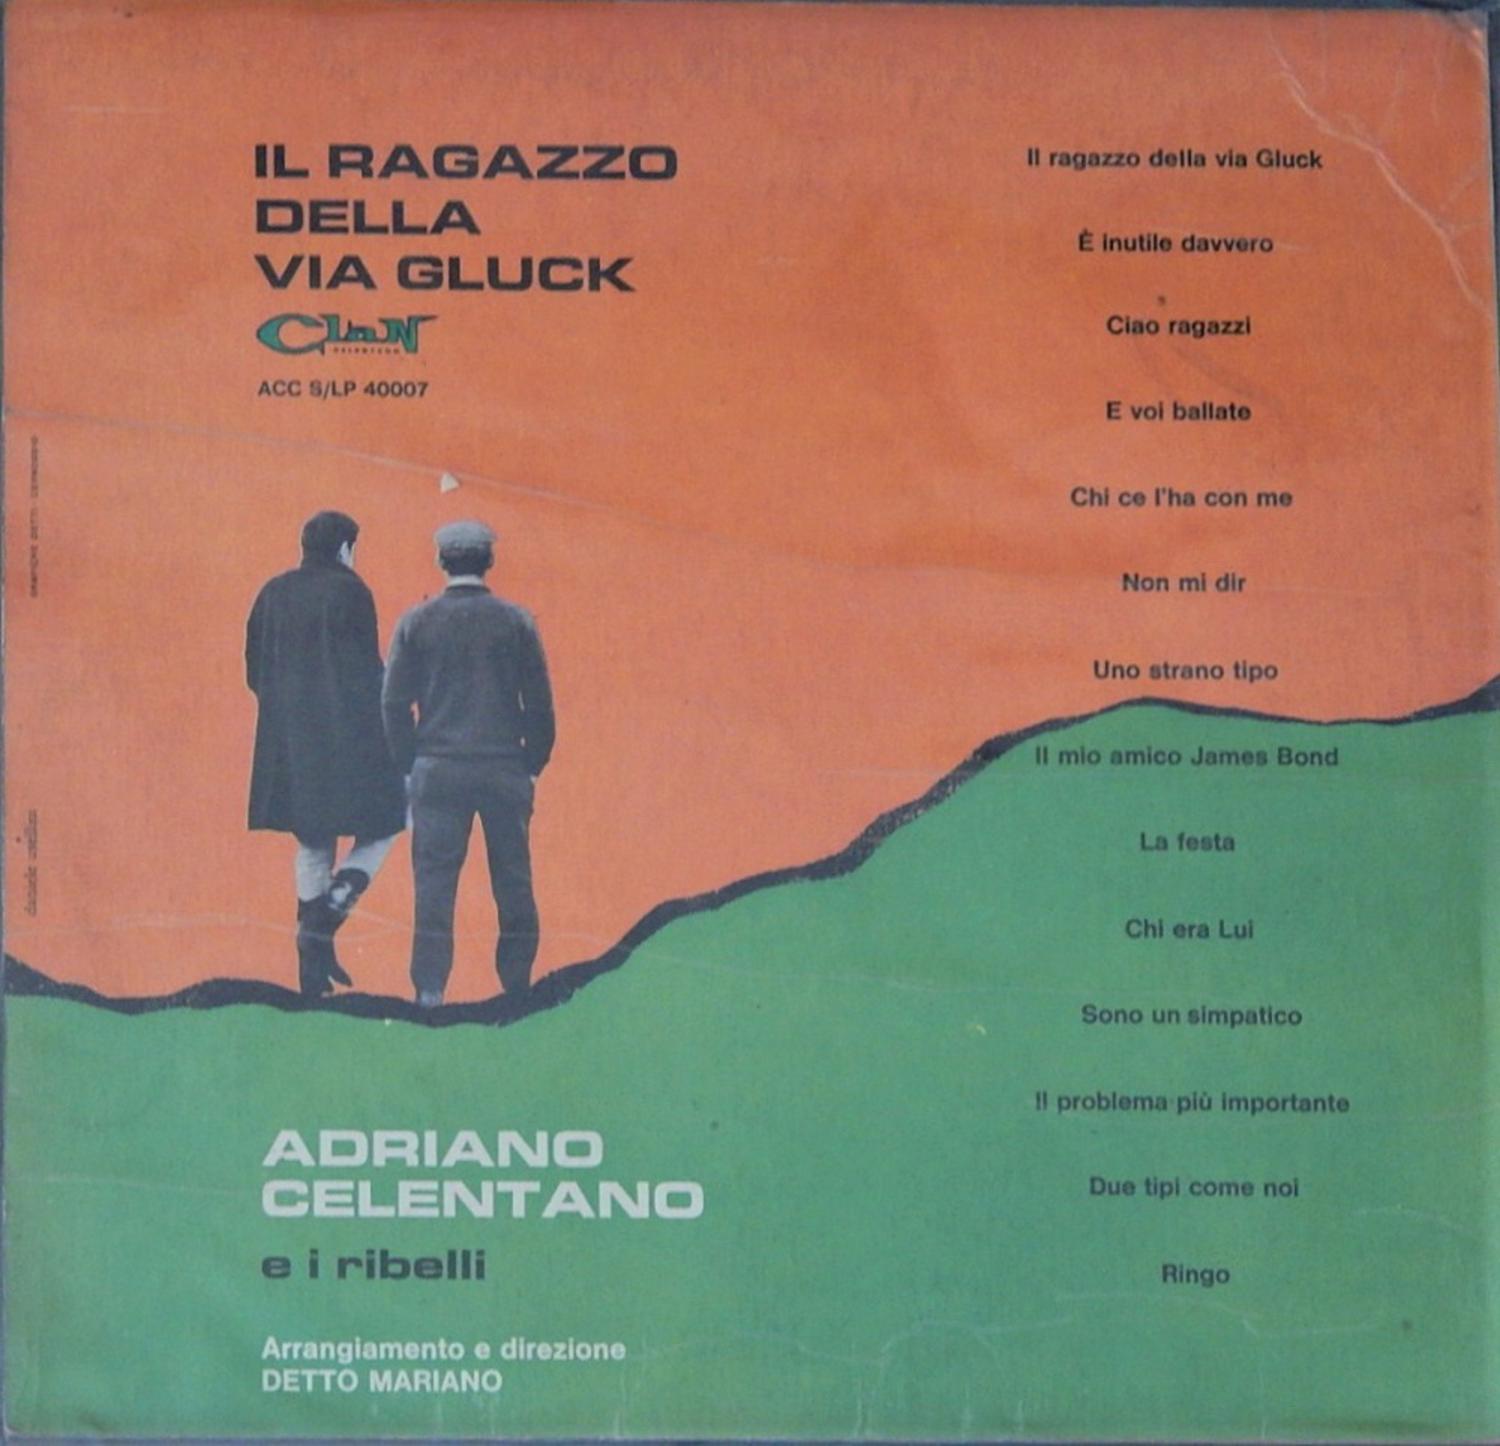 IL RAGAZZO
DELLA
VIA GLUCK
Clan
CELENTANO
ACC S/LP 40007
Il ragazzo della via Gluck
È inutile davvero
Ciao ragazzi
E voi ballate
Chi ce l'ha con me
Non mi dir
Uno strano tipo
Il mio amico James Bond
La festa
Chi era Lui
Sono un simpatico
Il problema più importante
Due tipi come noi
Ringo
ADRIANO
CELENTANO
e i ribelli
Arrangiamento e direzione
DETTO MARIANO